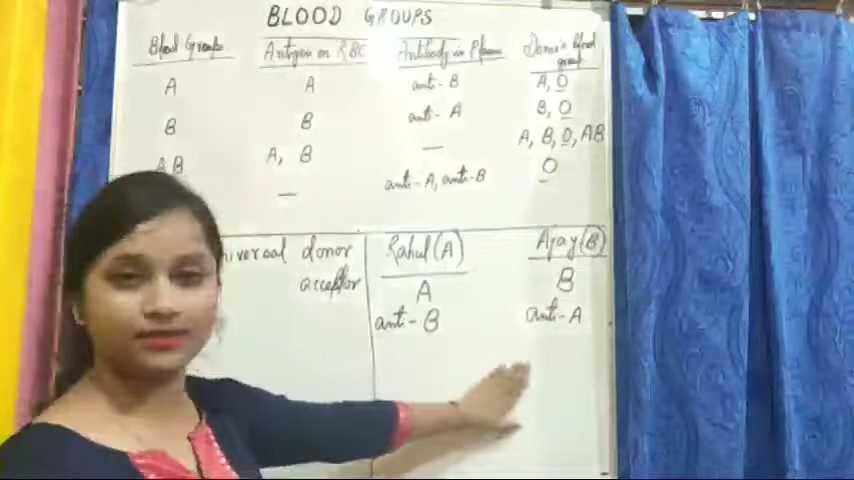 BLOOD GROUPS
Blood Groups Antigen on RBC Antibody in Plasma Donor's blood group
A A anti-B A, O
B B anti-A B, O
AB A, B — A, B, O, AB
— anti-A, anti-B O
niversal donor
acceptor
Rahul (A) Ajay (B)
A B
anti-B anti-A